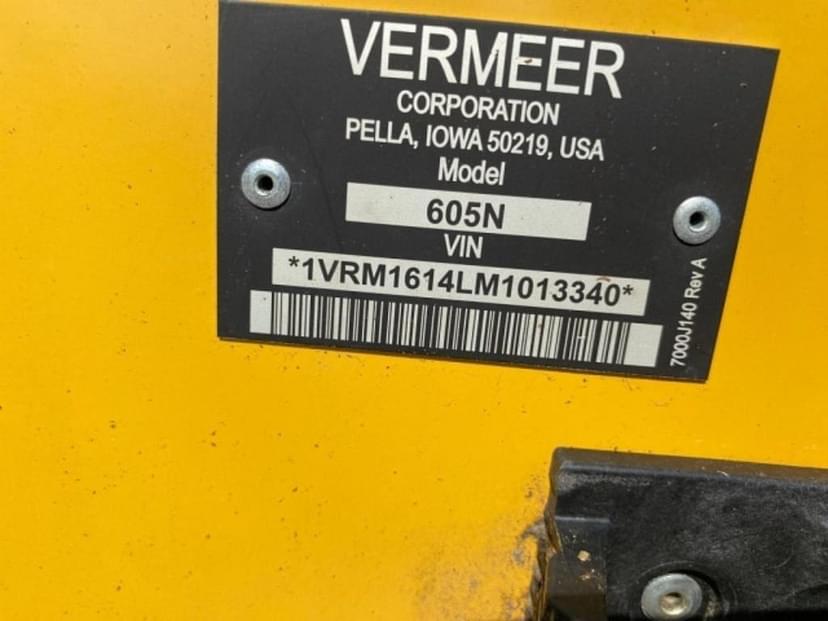 VERMEER
CORPORATION
PELLA, IOWA 50219, USA
Model
605N
VIN
*1VRM1614LM1013340*
7000J140 Rev A